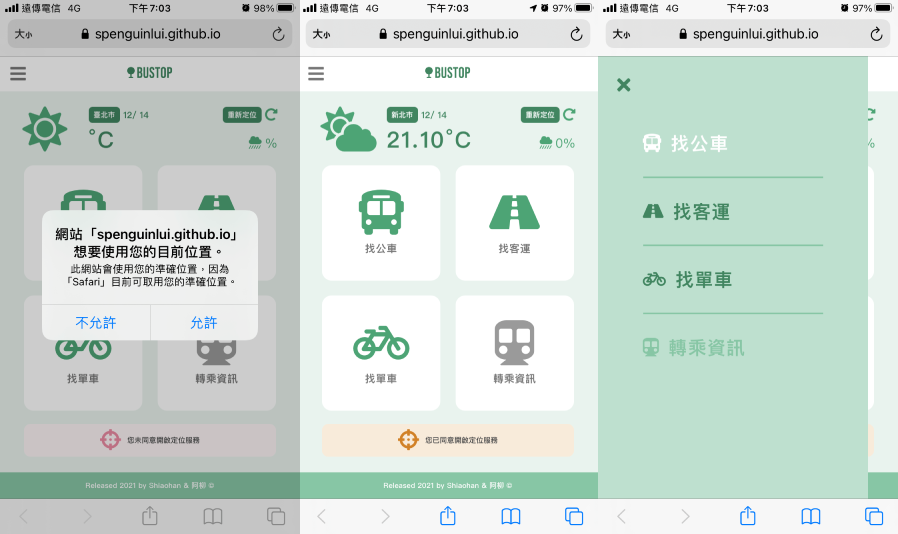 遠傳電信 4G 下午7:03 98%
大小 spenguinlui.github.io
BUSTOP
臺北市 12/ 14 重新定位
°C %
網站「spenguinlui.github.io」
想要使用您的目前位置。
此網站會使用您的準確位置，因為
「Safari」目前可取用您的準確位置。
不允許 允許
找單車 轉乘資訊
您未同意開啟定位服務
Released 2021 by Shiaohan & 阿柳 ©
遠傳電信 4G 下午7:03 97%
大小 spenguinlui.github.io
BUSTOP
新北市 12/ 14 重新定位
21.10°C 0%
找公車 找客運
找單車 轉乘資訊
您已同意開啟定位服務
Released 2021 by Shiaohan & 阿柳 ©
遠傳電信 4G 下午7:03 97%
大小 spenguinlui.github.io
%
找公車
找客運
找單車
轉乘資訊